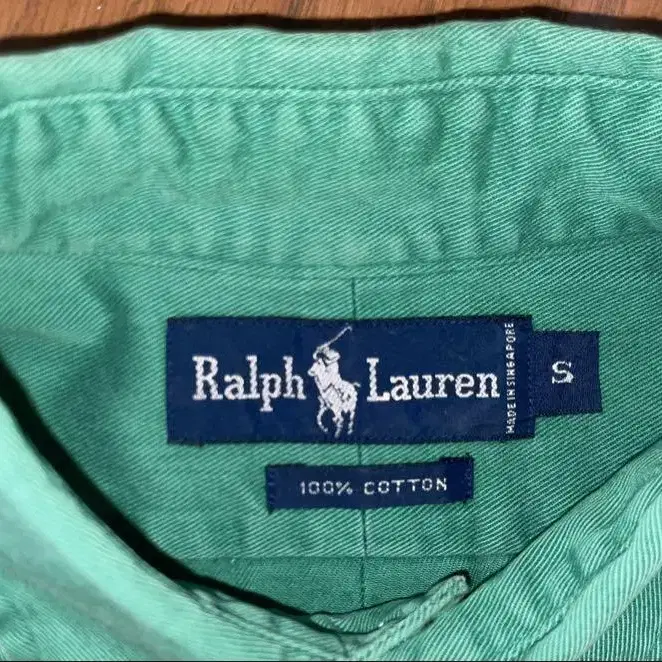 Ralph Lauren
MADE IN SINGAPORE
S
100% COTTON